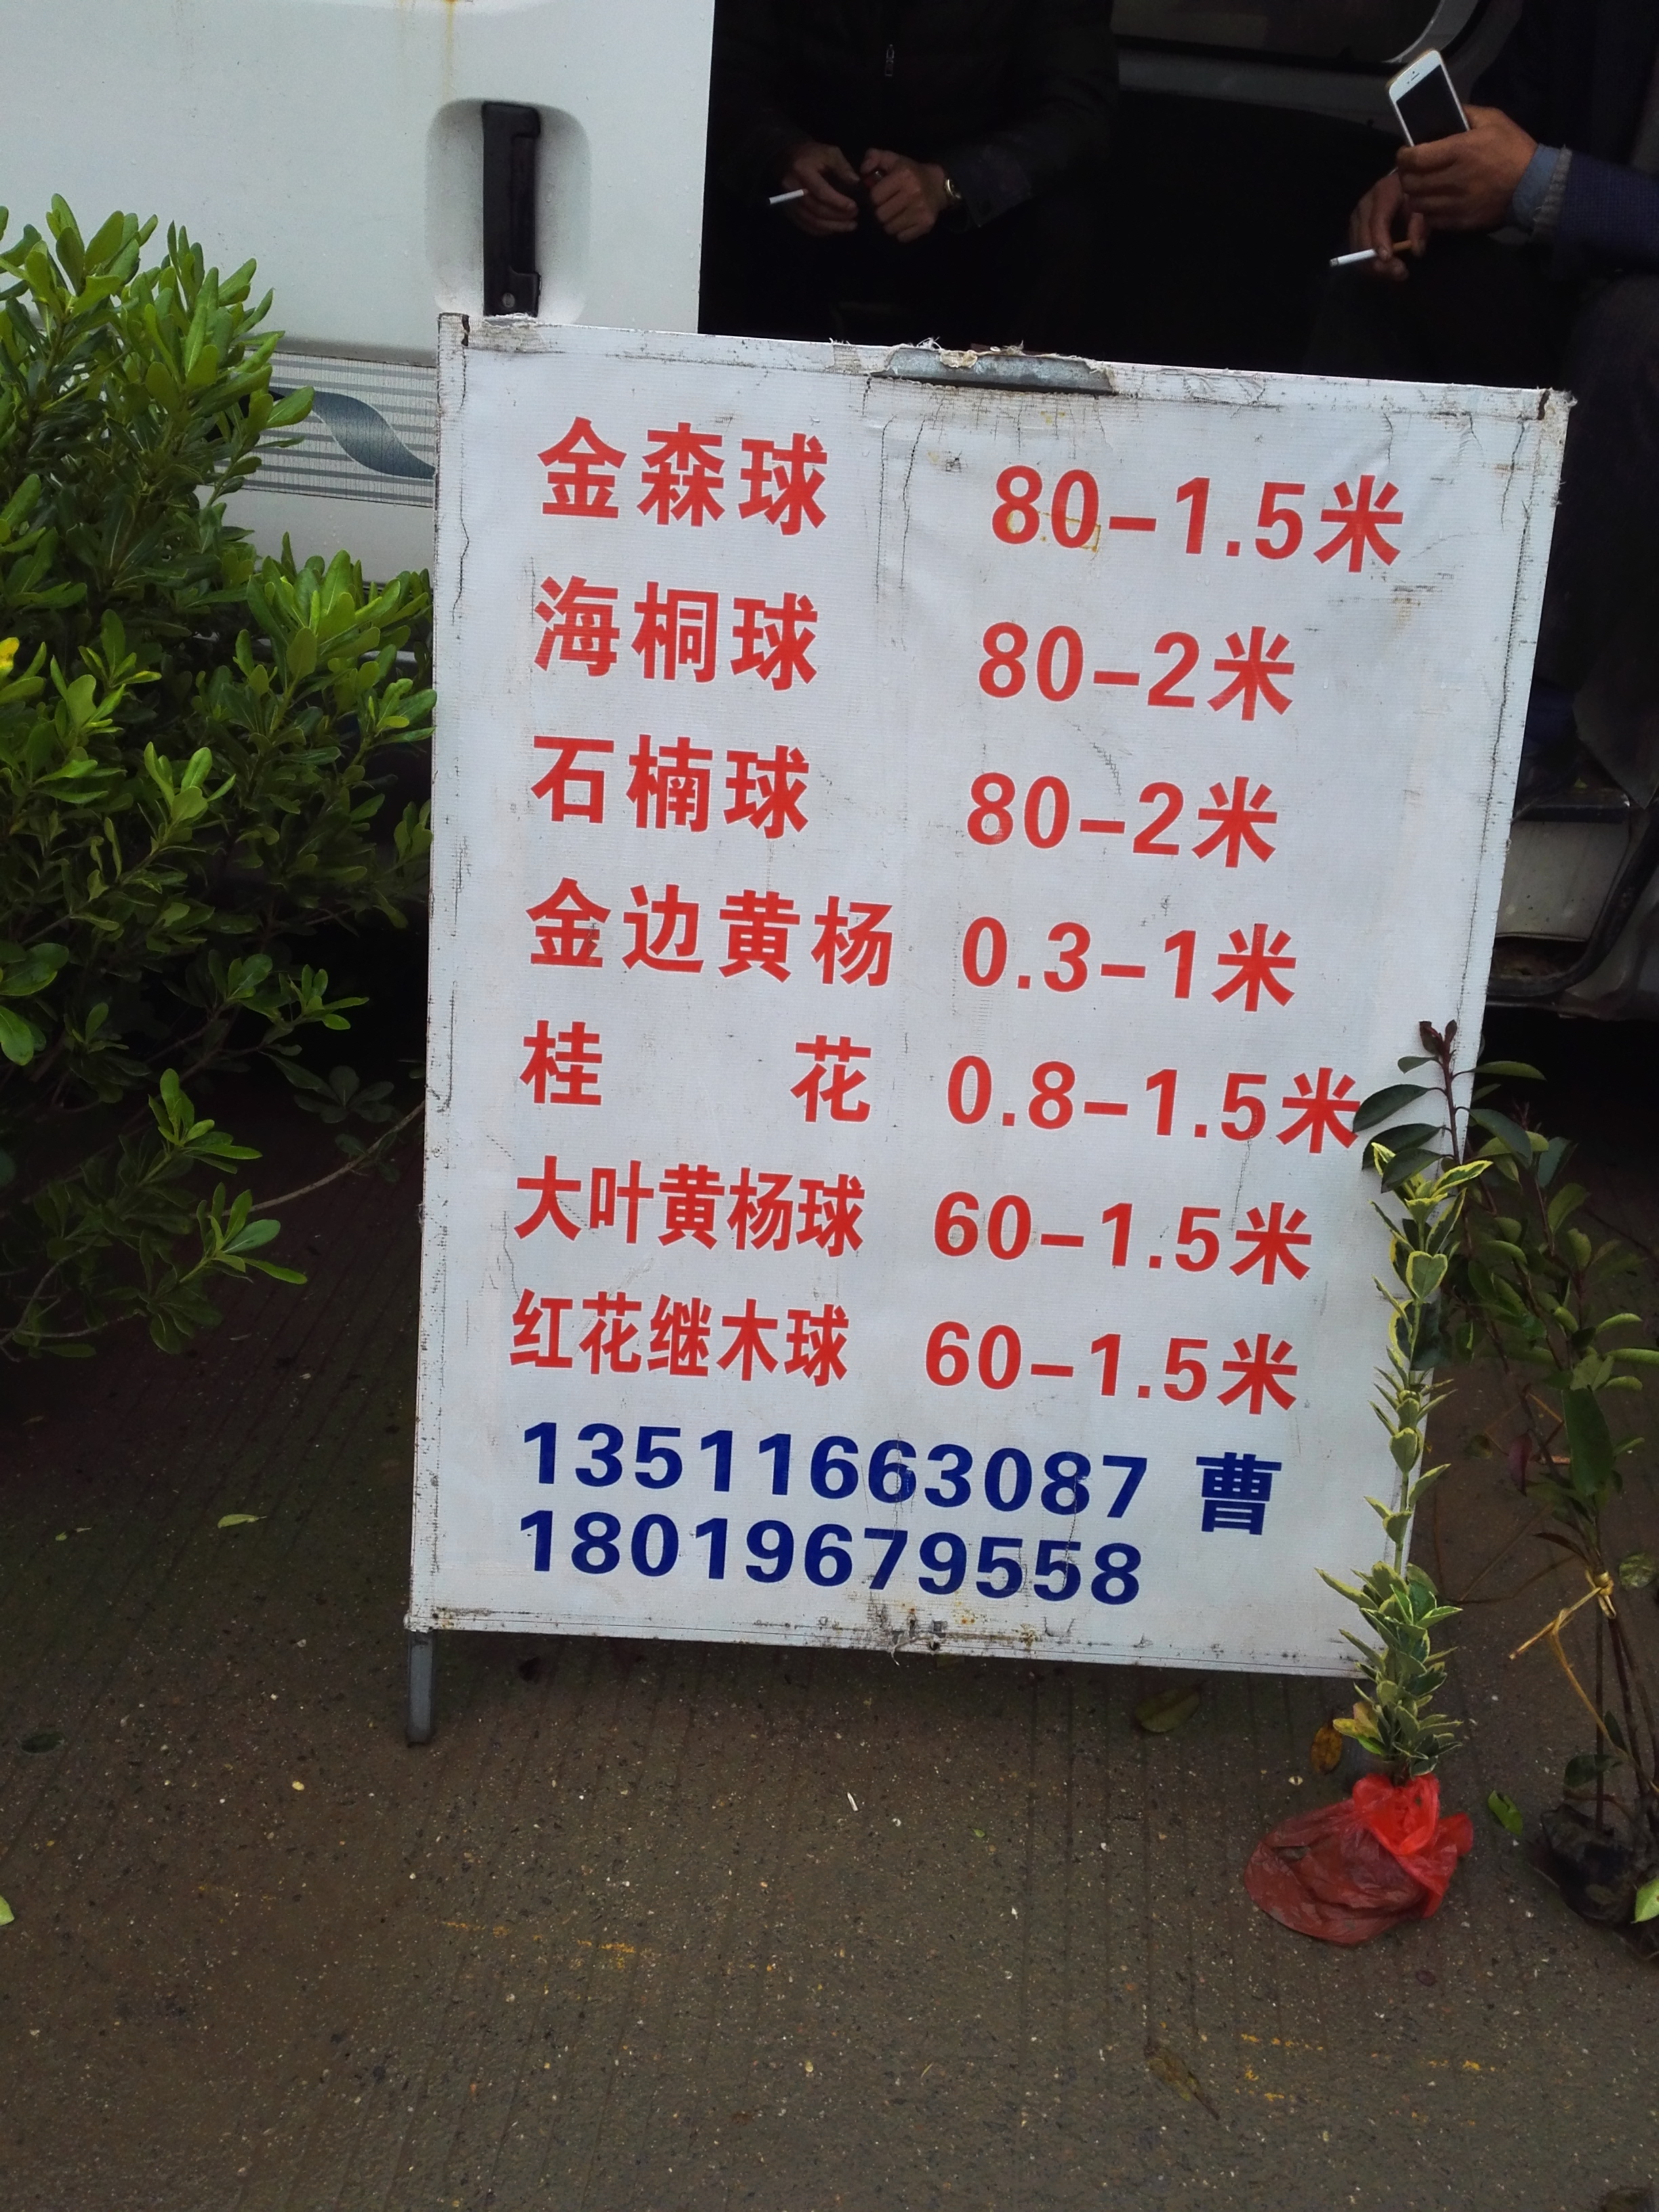 金森球 80-1.5米
海桐球 80-2米
石楠球 80-2米
金边黄杨 0.3-1米
桂花 0.8-1.5米
大叶黄杨球 60-1.5米
红花继木球 60-1.5米
13511663087 曹
18019679558